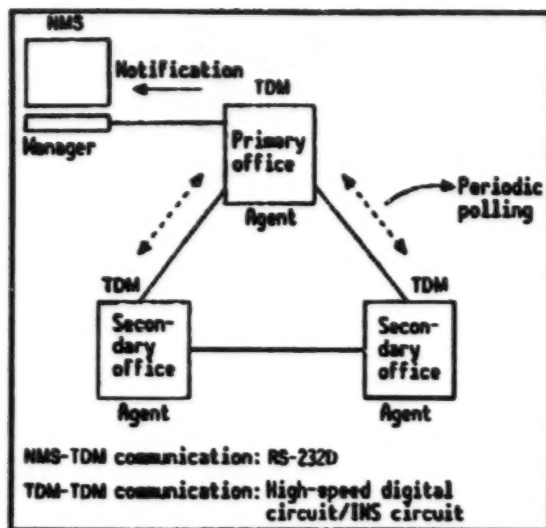 NMS
Notification
TDM
Manager
Primary
office
Agent
Periodic
polling
TDM
TDM
Secon-
dary
office
Secon-
dary
office
Agent
Agent
NMS-TDM communication: RS-232D
TDM-TDM communication: High-speed digital
circuit/INS circuit